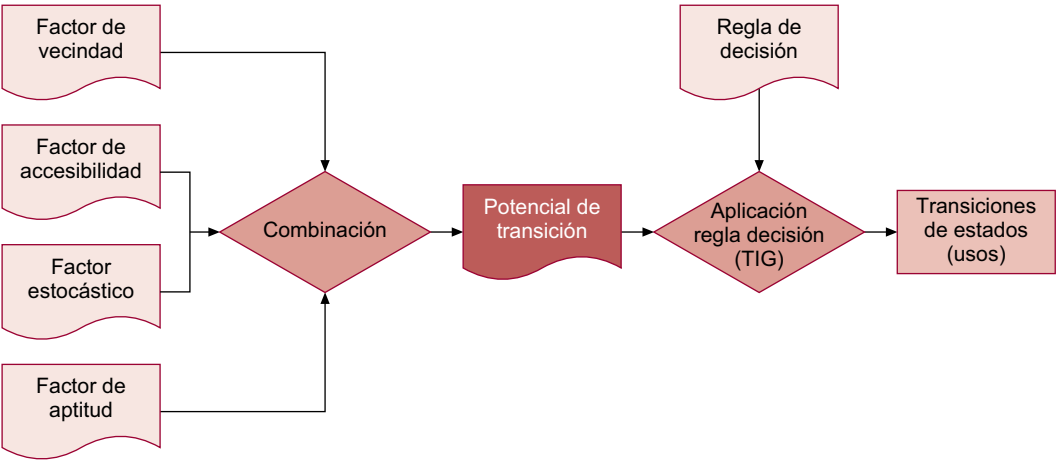 Factor de
vecindad
Factor de
accesibilidad
Factor
estocástico
Factor de
aptitud
Combinación
Potencial de
transición
Regla de
decisión
Aplicación
regla decisión
(TIG)
Transiciones
de estados
(usos)